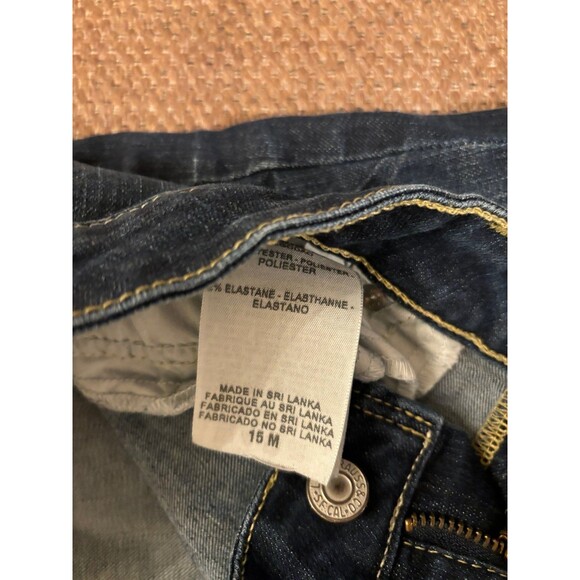 POLIESTER
% ELASTANE - ELASTHANNE -
ELASTANO
MADE IN SRI LANKA
FABRIQUE AU SRI LANKA
FABRICADO EN SRI LANKA
FABRICADO NO SRI LANKA
15 M
S.F.CAL